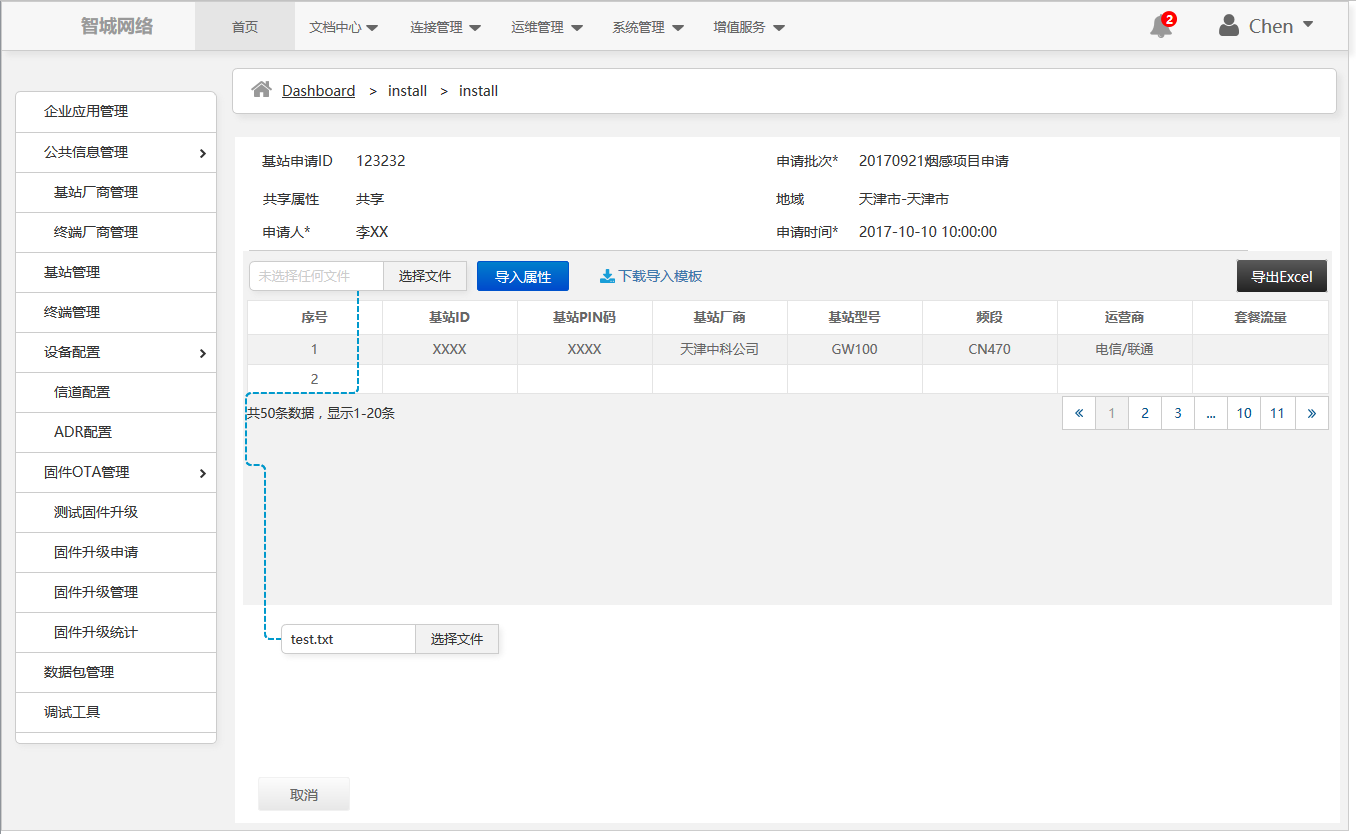 智城网络 首页 文档中心 连接管理 运维管理 系统管理 增值服务 2 Chen
Dashboard > install > install
企业应用管理
公共信息管理
基站厂商管理
终端厂商管理
基站管理
终端管理
设备配置
信道配置
ADR配置
固件OTA管理
测试固件升级
固件升级申请
固件升级管理
固件升级统计
数据包管理
调试工具
基站申请ID 123232 申请批次* 20170921烟感项目申请
共享属性 共享 地域 天津市-天津市
申请人* 李XX 申请时间* 2017-10-10 10:00:00
未选择任何文件 选择文件 导入属性 下载导入模板 导出Excel
序号 基站ID 基站PIN码 基站厂商 基站型号 频段 运营商 套餐流量
1 XXXX XXXX 天津中科公司 GW100 CN470 电信/联通
2
共50条数据，显示1-20条 « 1 2 3 ... 10 11 »
test.txt 选择文件
取消